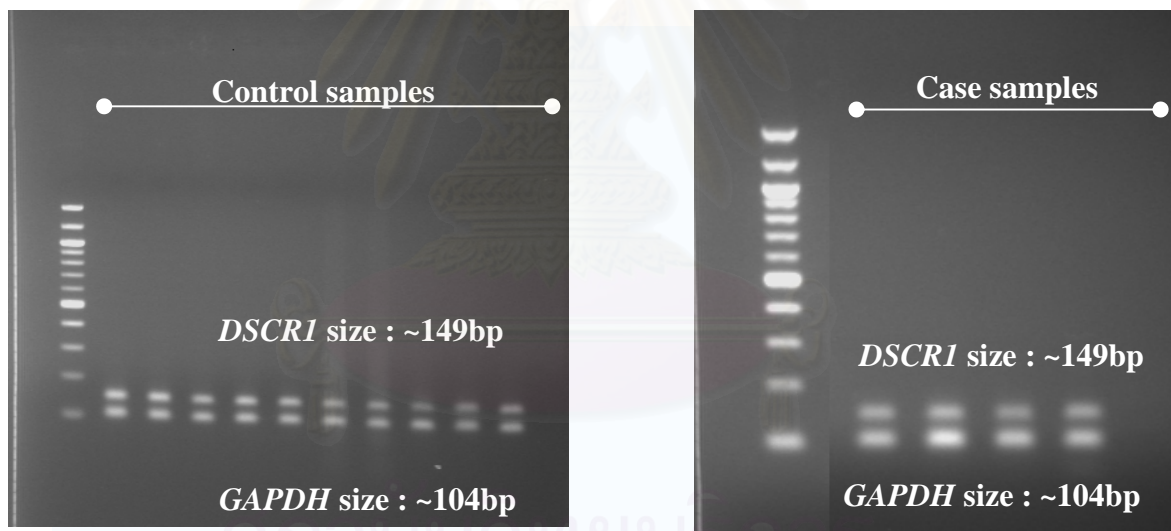 Control samples
DSCR1 size : ~149bp
GAPDH size : ~104bp
Case samples
DSCR1 size : ~149bp
GAPDH size : ~104bp